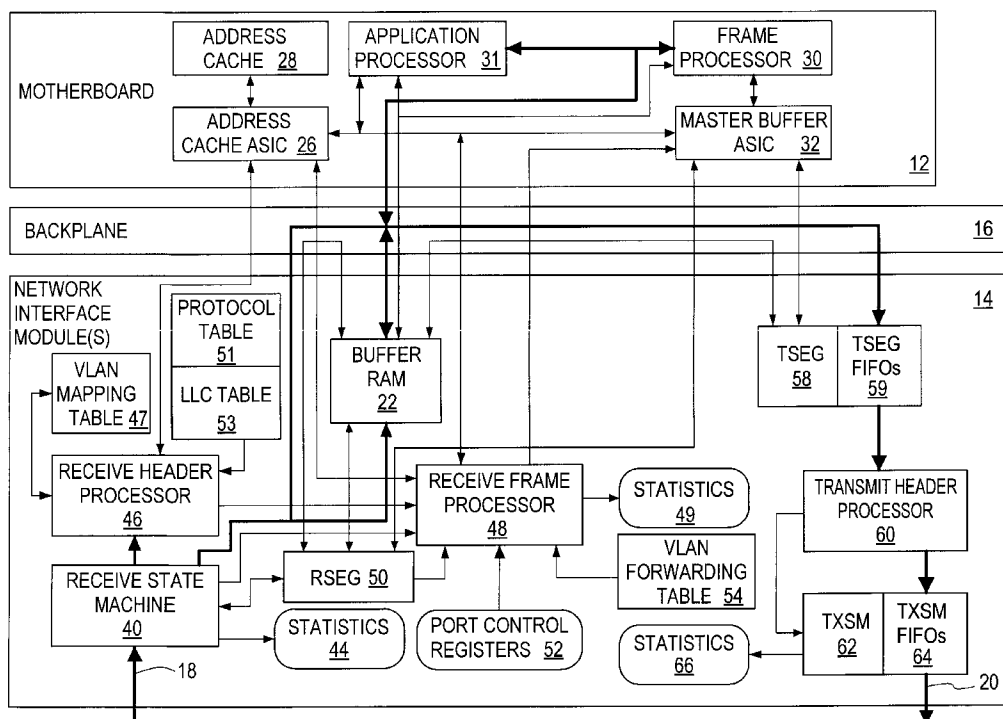 MOTHERBOARD
ADDRESS
CACHE 28
APPLICATION
PROCESSOR 31
FRAME
PROCESSOR 30
ADDRESS
CACHE ASIC 26
MASTER BUFFER
ASIC 32
12
BACKPLANE
16
NETWORK
INTERFACE
MODULE(S)
14
PROTOCOL
TABLE
51
VLAN
MAPPING
TABLE 47
LLC TABLE
53
BUFFER
RAM
22
TSEG
58
TSEG
FIFOs
59
RECEIVE HEADER
PROCESSOR
46
RECEIVE FRAME
PROCESSOR
48
STATISTICS
49
TRANSMIT HEADER
PROCESSOR
60
RECEIVE STATE
MACHINE
40
RSEG 50
VLAN
FORWARDING
TABLE 54
STATISTICS
44
PORT CONTROL
REGISTERS 52
STATISTICS
66
TXSM
62
TXSM
FIFOs
64
18
20